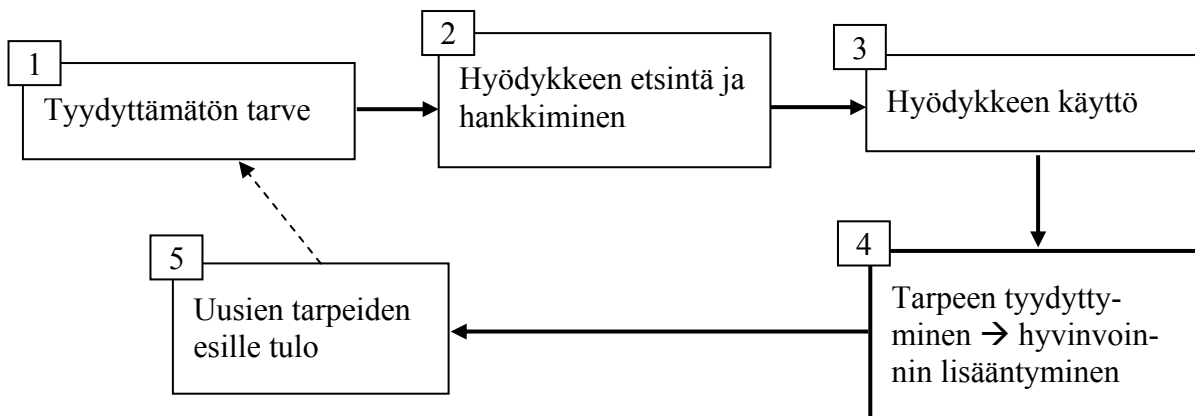 1
Tyydyttämätön tarve
2
Hyödykkeen etsintä ja
hankkiminen
3
Hyödykkeen käyttö
4
Tarpeen tyydytty-
minen → hyvinvoin-
nin lisääntyminen
5
Uusien tarpeiden
esille tulo